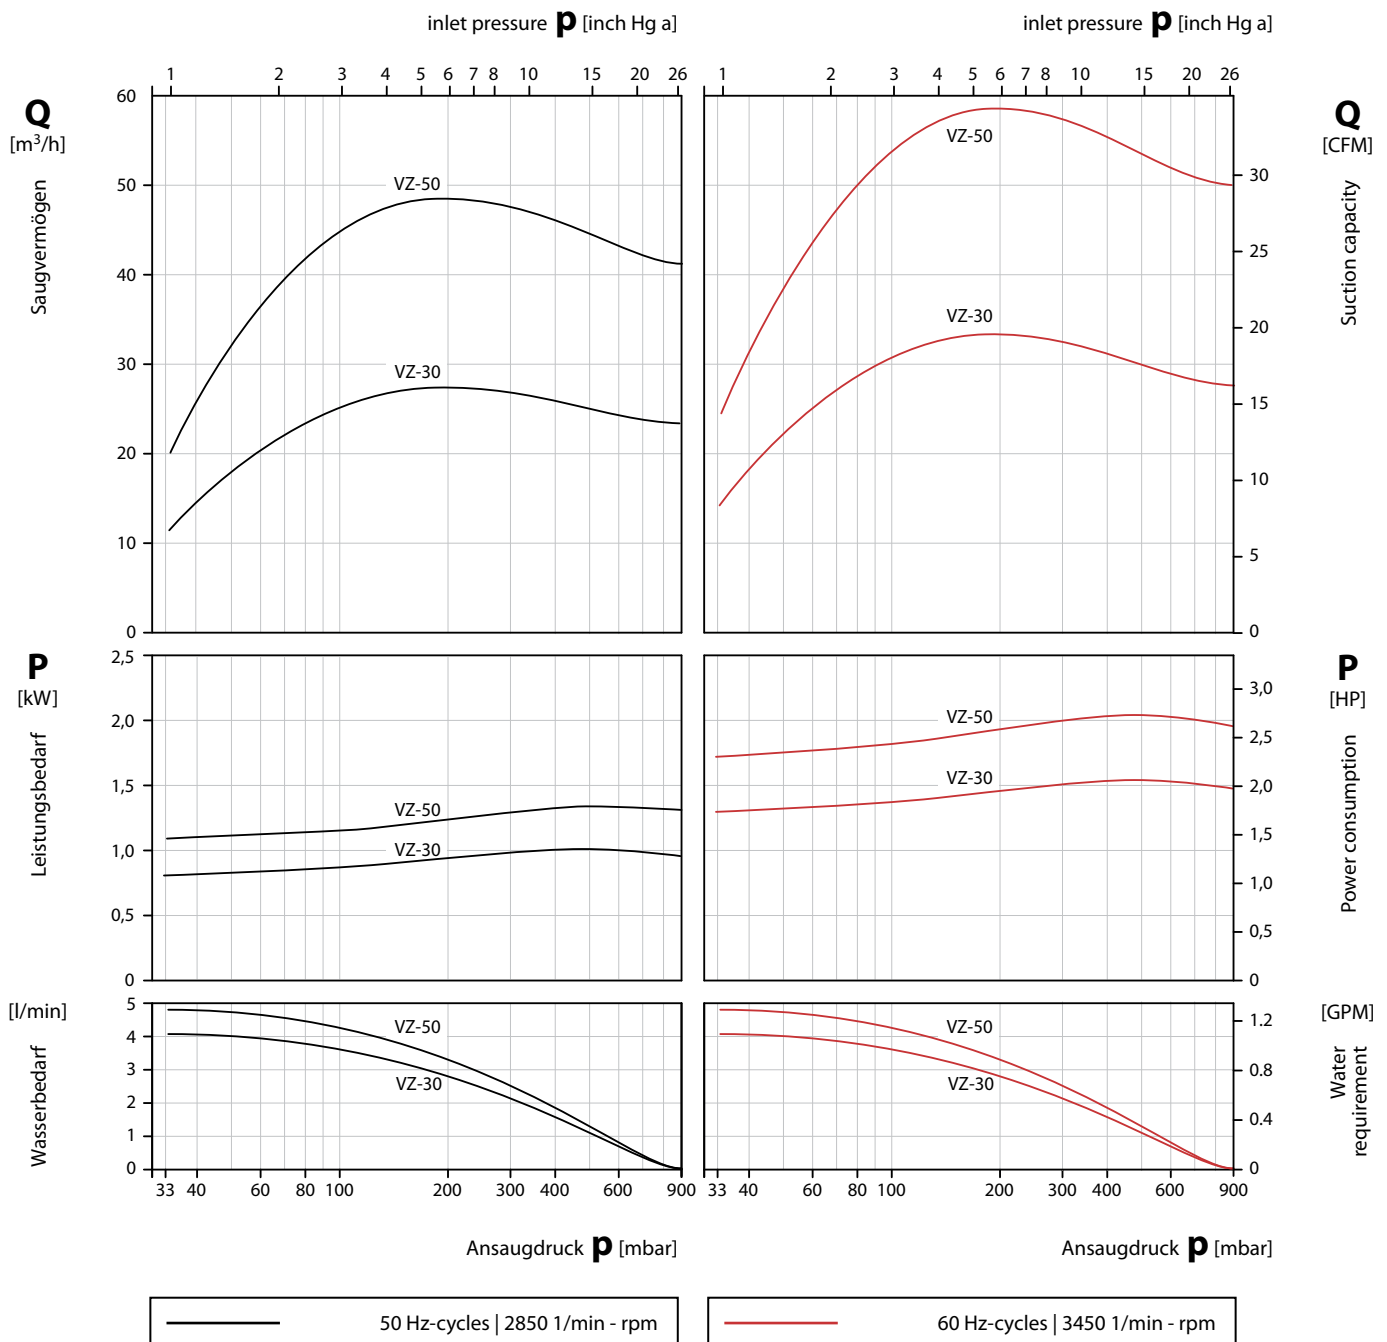 inlet pressure p [inch Hg a]
inlet pressure p [inch Hg a]
1 2 3 4 5 6 7 8 10 15 20 26
1 2 3 4 5 6 7 8 10 15 20 26
Q
[m³/h]
Saugvermögen
60
50
40
30
20
10
0
VZ-50
VZ-30
VZ-50
VZ-30
Q
[CFM]
Suction capacity
30
25
20
15
10
5
0
P
[kW]
Leistungsbedarf
2,5
2,0
1,5
1,0
0,5
0
VZ-50
VZ-30
VZ-50
VZ-30
P
[HP]
Power consumption
3,0
2,5
2,0
1,5
1,0
0,5
0
[l/min]
Wasserbedarf
5
4
3
2
1
0
VZ-50
VZ-30
VZ-50
VZ-30
[GPM]
Water
requirement
1.2
0.8
0.4
0
33 40 60 80 100 200 300 400 600 900
33 40 60 80 100 200 300 400 600 900
Ansaugdruck p [mbar]
Ansaugdruck p [mbar]
50 Hz-cycles | 2850 1/min - rpm
60 Hz-cycles | 3450 1/min - rpm